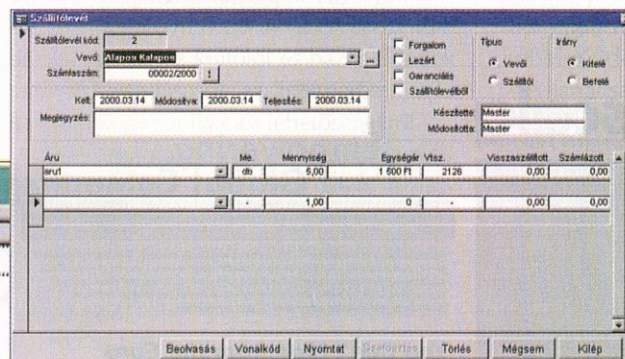 Szállítólevél
Szállítólevél kód: 2
Vevő: Alapos Kalapos ...
Számlaszám: 00002/2000 :
Forgalom
Lezárt
Garanciális
Szállítólevélből
Típus
Vevői
Szállítói
Irány
Kifelé
Befelé
Kelt: 2000.03.14 Módosítva: 2000.03.14 Teljesítés: 2000.03.14
Megjegyzés:
Készítette: Master
Módosította: Master
Áru Me. Mennyiség Egységár Vtsz. Visszaszállított Számlázott
aru1 db 5,00 1 500 Ft 2126 0,00 0,00
- 1,00 0 - 0,00 0,00
Beolvasás Vonalkód Nyomtat Törlés Mégsem Kilép